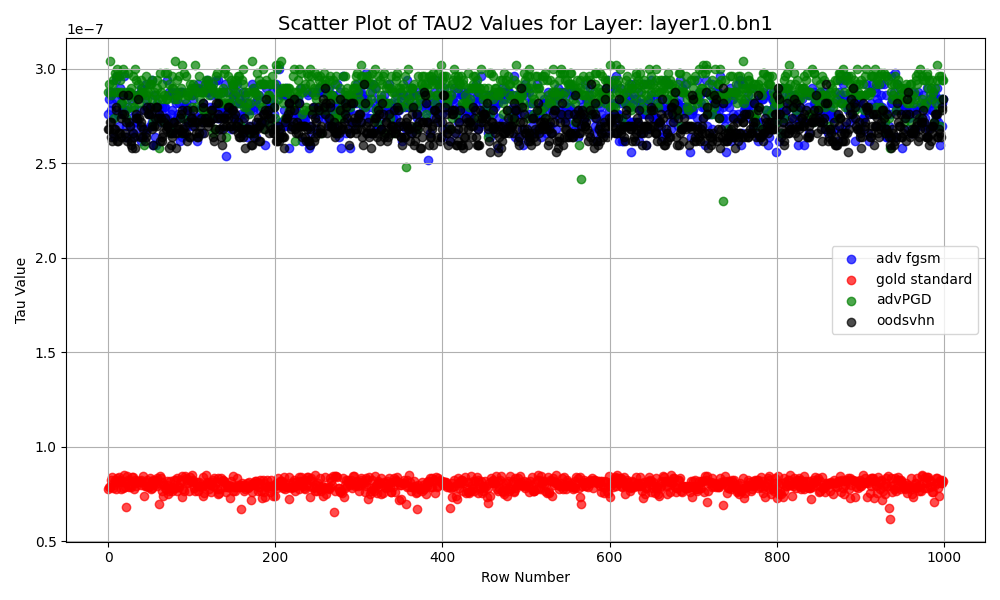 Scatter Plot of TAU2 Values for Layer: layer1.0.bn1
1e−7
3.0
2.5
2.0
1.5
1.0
0.5
Tau Value
adv fgsm
gold standard
advPGD
oodsvhn
0 200 400 600 800 1000
Row Number